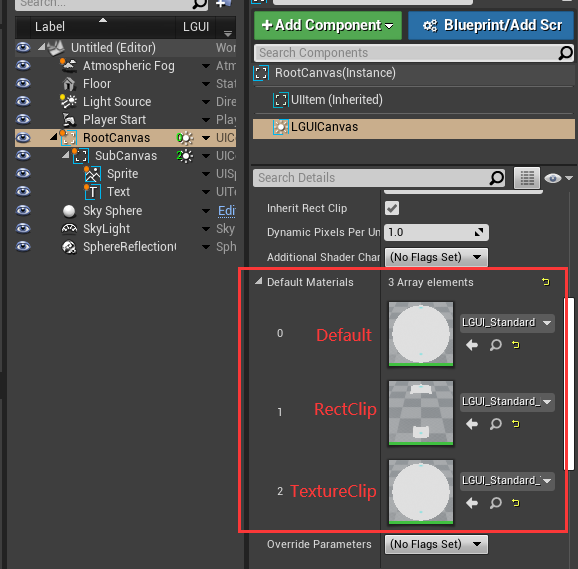 Search...
Label
LGUI
Untitled (Editor)
Wor
Atmospheric Fog
Atm
Floor
Stat
Light Source
Dire
Player Start
Play
RootCanvas
0
UICo
SubCanvas
2
UICo
Sprite
UISp
Text
UITe
Sky Sphere
Edi
SkyLight
Sky
SphereReflection
Sph
+ Add Component
Blueprint/Add Scr
Search Components
RootCanvas(Instance)
UIItem (Inherited)
LGUICanvas
Search Details
Inherit Rect Clip
Dynamic Pixels Per Un
1.0
Additional Shader Chan
(No Flags Set)
Default Materials
3 Array elements
0
Default
LGUI_Standard
1
RectClip
LGUI_Standard_
2
TextureClip
LGUI_Standard_
Override Parameters
(No Flags Set)